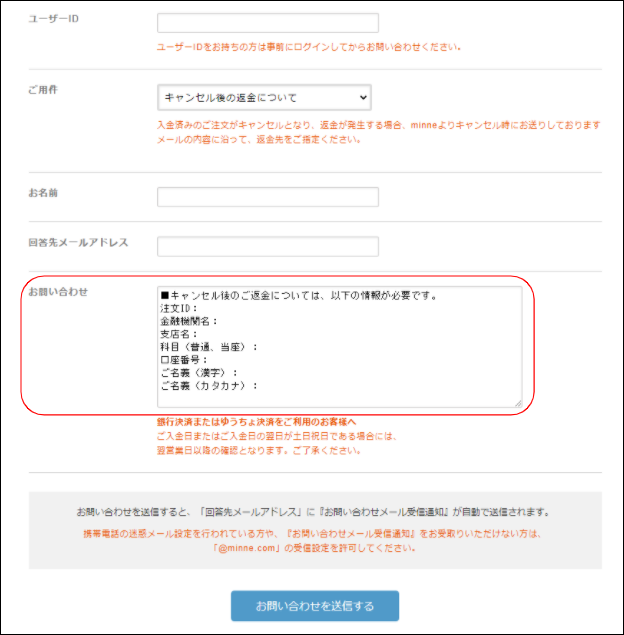 ユーザーID
ユーザーIDをお持ちの方は事前にログインしてからお問い合わせください。
ご用件
キャンセル後の返金について
入金済みのご注文がキャンセルとなり、返金が発生する場合、minneよりキャンセル時にお送りしております
メールの内容に沿って、返金先をご指定ください。
お名前
回答先メールアドレス
お問い合わせ
■キャンセル後のご返金については、以下の情報が必要です。
注文ID：
金融機関名：
支店名：
科目（普通、当座）：
口座番号：
ご名義（漢字）：
ご名義（カタカナ）：
銀行決済またはゆうちょ決済をご利用のお客様へ
ご入金日またはご入金日の翌日が土日祝日である場合には、
翌営業日以降の確認となります。ご了承ください。
お問い合わせを送信すると、「回答先メールアドレス」に『お問い合わせメール受信通知』が自動で送信されます。
携帯電話の迷惑メール設定を行われている方や、『お問い合わせメール受信通知』をお受取りいただけない方は、
「@minne.com」の受信設定を許可してください。
お問い合わせを送信する